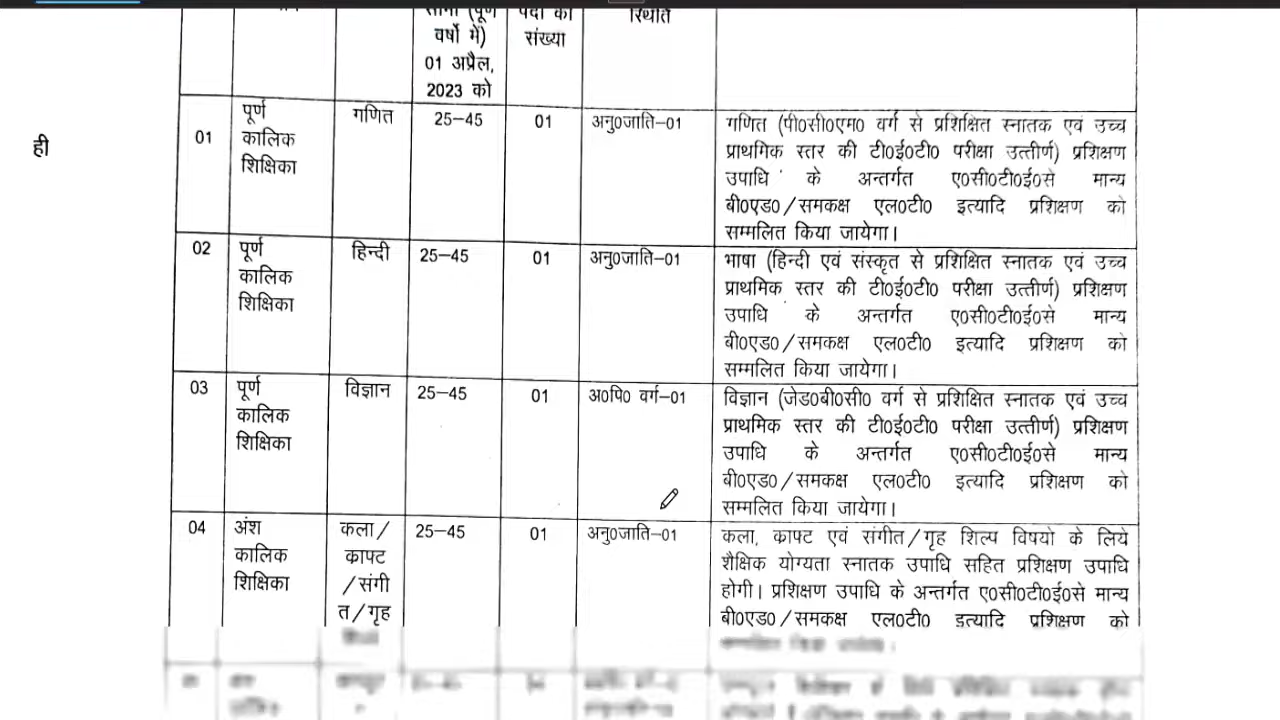 सीमा (पूर्ण वर्षो में) 01 अप्रैल, 2023 को
पदों की संख्या
स्थिति
ही
01 पूर्ण कालिक शिक्षिका
गणित
25–45
01
अनु0जाति–01
गणित (पी0सी0एम0 वर्ग से प्रशिक्षित स्नातक एवं उच्च
प्राथमिक स्तर की टी0ई0टी0 परीक्षा उत्तीर्ण) प्रशिक्षण
उपाधि के अन्तर्गत ए0सी0टी0ई0से मान्य
बी0एड0/समकक्ष एल0टी0 इत्यादि प्रशिक्षण को
सम्मलित किया जायेगा।
02 पूर्ण कालिक शिक्षिका
हिन्दी
25–45
01
अनु0जाति–01
भाषा (हिन्दी एवं संस्कृत से प्रशिक्षित स्नातक एवं उच्च
प्राथमिक स्तर की टी0ई0टी0 परीक्षा उत्तीर्ण) प्रशिक्षण
उपाधि के अन्तर्गत ए0सी0टी0ई0से मान्य
बी0एड0/समकक्ष एल0टी0 इत्यादि प्रशिक्षण को
सम्मलित किया जायेगा।
03 पूर्ण कालिक शिक्षिका
विज्ञान
25–45
01
अ0पि0 वर्ग–01
विज्ञान (जेड0बी0सी0 वर्ग से प्रशिक्षित स्नातक एवं उच्च
प्राथमिक स्तर की टी0ई0टी0 परीक्षा उत्तीर्ण) प्रशिक्षण
उपाधि के अन्तर्गत ए0सी0टी0ई0से मान्य
बी0एड0/समकक्ष एल0टी0 इत्यादि प्रशिक्षण को
सम्मलित किया जायेगा।
04 अंश कालिक शिक्षिका
कला/
क्राफ्ट
/संगी
त/गृह
25–45
01
अनु0जाति–01
कला, क्राफ्ट एवं संगीत/गृह शिल्प विषयो के लिये
शैक्षिक योग्यता स्नातक उपाधि सहित प्रशिक्षण उपाधि
होगी। प्रशिक्षण उपाधि के अन्तर्गत ए0सी0टी0ई0से मान्य
बी0एड0/समकक्ष एल0टी0 इत्यादि प्रशिक्षण को